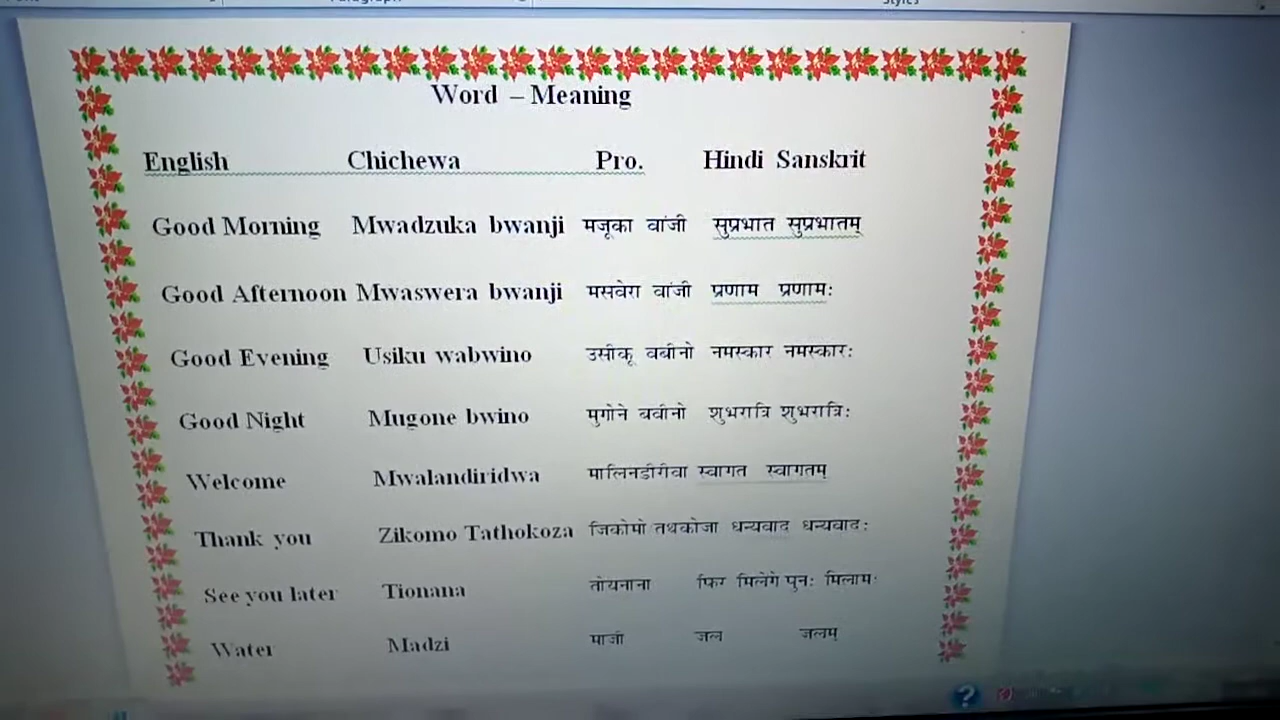 Word – Meaning
English Chichewa Pro. Hindi Sanskrit
Good Morning Mwadzuka bwanji मजूका वांजी सुप्रभात सुप्रभातम्
Good Afternoon Mwaswera bwanji मसवेरा वांजी प्रणाम प्रणामः
Good Evening Usiku wabwino उसीकू वबीनो नमस्कार नमस्कारः
Good Night Mugone bwino मुगोने बवीनो शुभरात्रि शुभरात्रिः
Welcome Mwalandiridwa मालिनडीरीवा स्वागत स्वागतम्
Thank you Zikomo Tathokoza जिकोमो तथकोजा धन्यवाद धन्यवादः
See you later Tionana तोयनाना फिर मिलेगे पुनः मिलामः
Water Madzi माजी जल जलम्